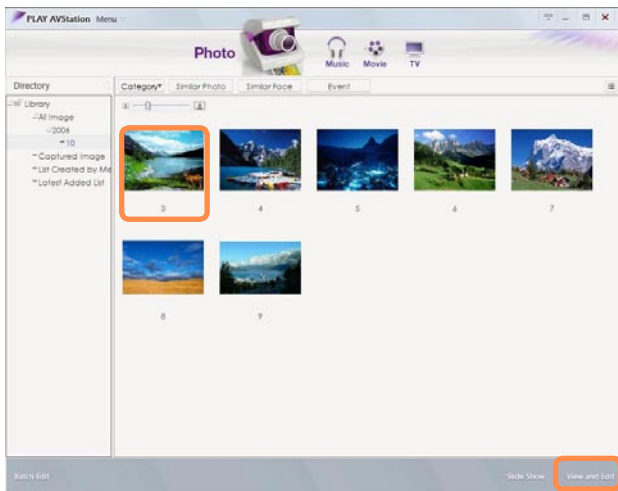 PLAY AVStation Menu
Photo
Music Movie TV
Directory
Category Similar Photo Similar Face Event
Library
All Image
2006
10
Captured Image
List Created by Me
Latest Added List
3 4 5 6 7
8 9
Batch Edit Slide Show View and Edit